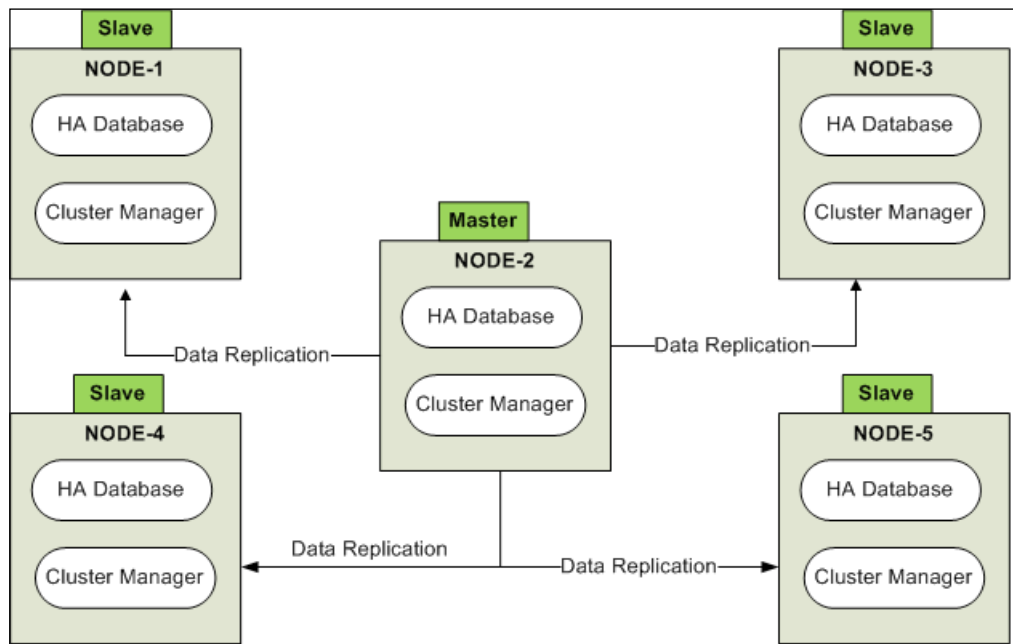 Slave
NODE-1
HA Database
Cluster Manager
Slave
NODE-3
HA Database
Cluster Manager
Master
NODE-2
HA Database
Cluster Manager
Data Replication
Data Replication
Slave
NODE-4
HA Database
Cluster Manager
Data Replication
Data Replication
Slave
NODE-5
HA Database
Cluster Manager